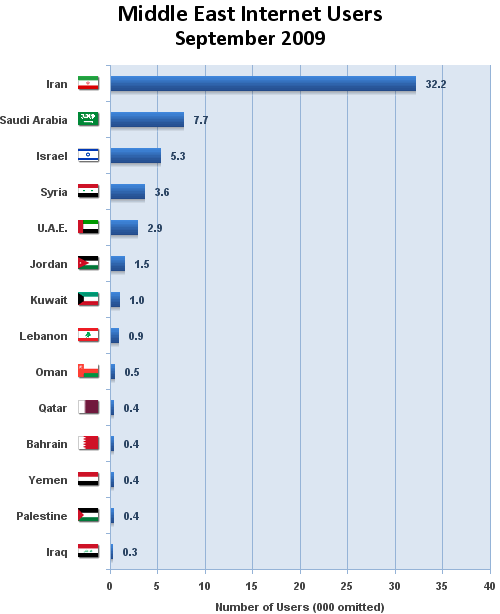 Middle East Internet Users
September 2009
Iran 32.2
Saudi Arabia 7.7
Israel 5.3
Syria 3.6
U.A.E. 2.9
Jordan 1.5
Kuwait 1.0
Lebanon 0.9
Oman 0.5
Qatar 0.4
Bahrain 0.4
Yemen 0.4
Palestine 0.4
Iraq 0.3
0 5 10 15 20 25 30 35 40
Number of Users (000 omitted)